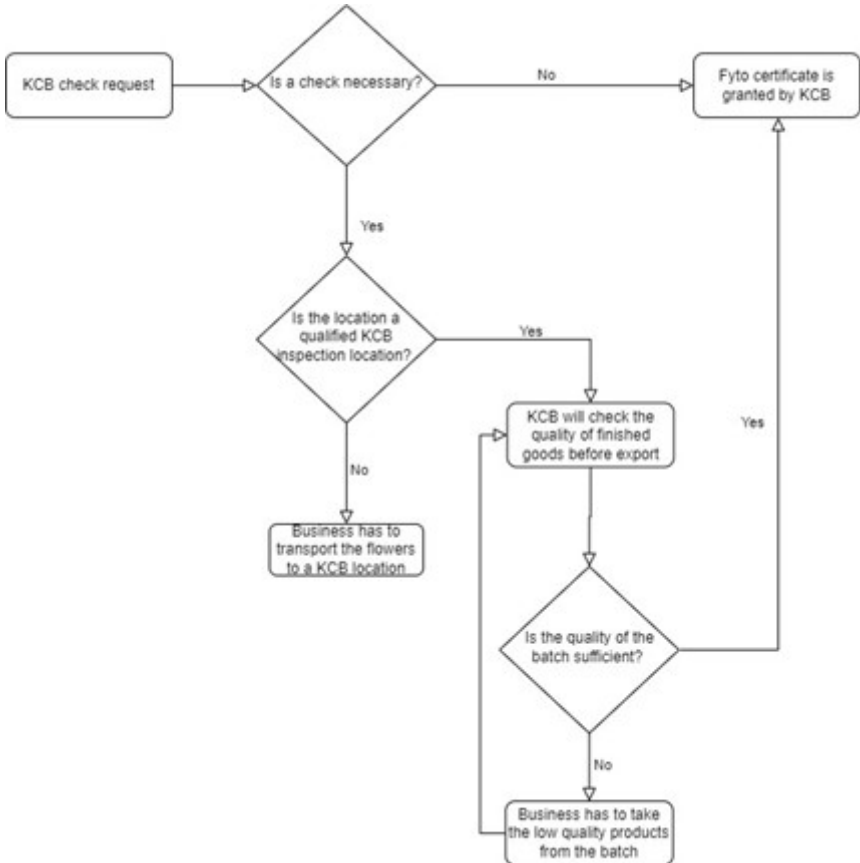 KCB check request
Is a check necessary?
No
Fyto certificate is
granted by KCB
Yes
Is the location a
qualified KCB
inspection location?
Yes
KCB will check the
quality of finished
goods before export
Yes
No
Business has to
transport the flowers
to a KCB location
Is the quality of the
batch sufficient?
No
Business has to take
the low quality products
from the batch